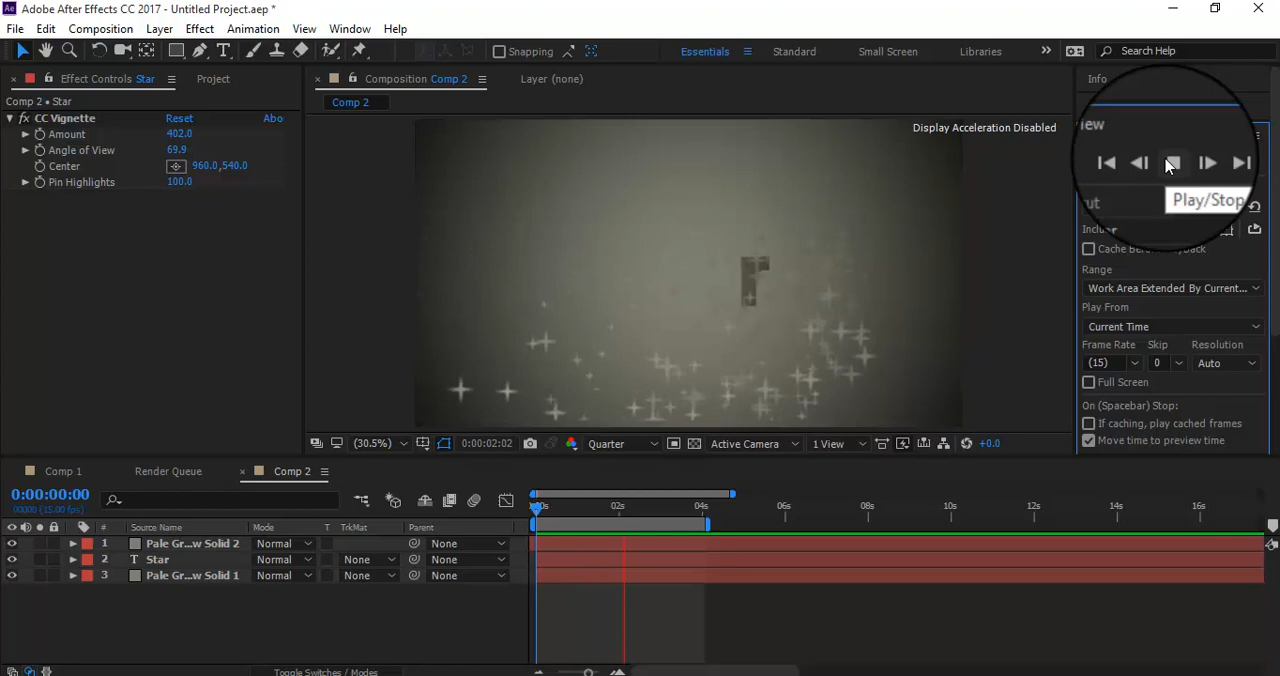 Ae Adobe After Effects CC 2017 - Untitled Project.aep *
File Edit Composition Layer Effect Animation View Window Help
T Snapping Essentials Standard Small Screen Libraries Search Help
Effect Controls Star Project Composition Comp 2 Layer (none) Info
Comp 2 • Star
Comp 2
fx CC Vignette Reset Abo
Amount 402.0
Angle of View 69.9
Center 960.0,540.0
Pin Highlights 100.0
Display Acceleration Disabled
r
iew
Play/Stop
ut
Inclu
Cache Be
back
Range
Work Area Extended By Current...
Play From
Current Time
Frame Rate Skip Resolution
(15) 0 Auto
Full Screen
On (Spacebar) Stop:
If caching, play cached frames
Move time to preview time
(30.5%) 0:00:02:02 Quarter Active Camera 1 View +0.0
Comp 1 Render Queue Comp 2
0:00:00:00
00000 (15.00 fps)
:00s 02s 04s 06s 08s 10s 12s 14s 16s
# Source Name Mode T TrkMat Parent
1 Pale Gr...w Solid 2 Normal None
2 T Star Normal None None
3 Pale Gr...w Solid 1 Normal None None
Toggle Switches / Modes